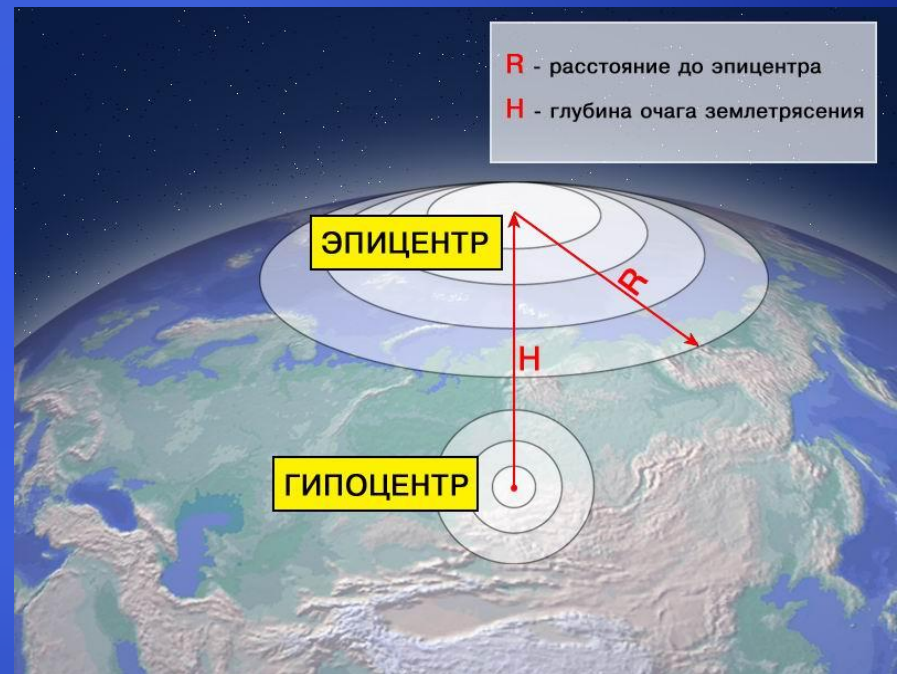 R - расстояние до эпицентра
H - глубина очага землетрясения
ЭПИЦЕНТР
R
H
ГИПОЦЕНТР